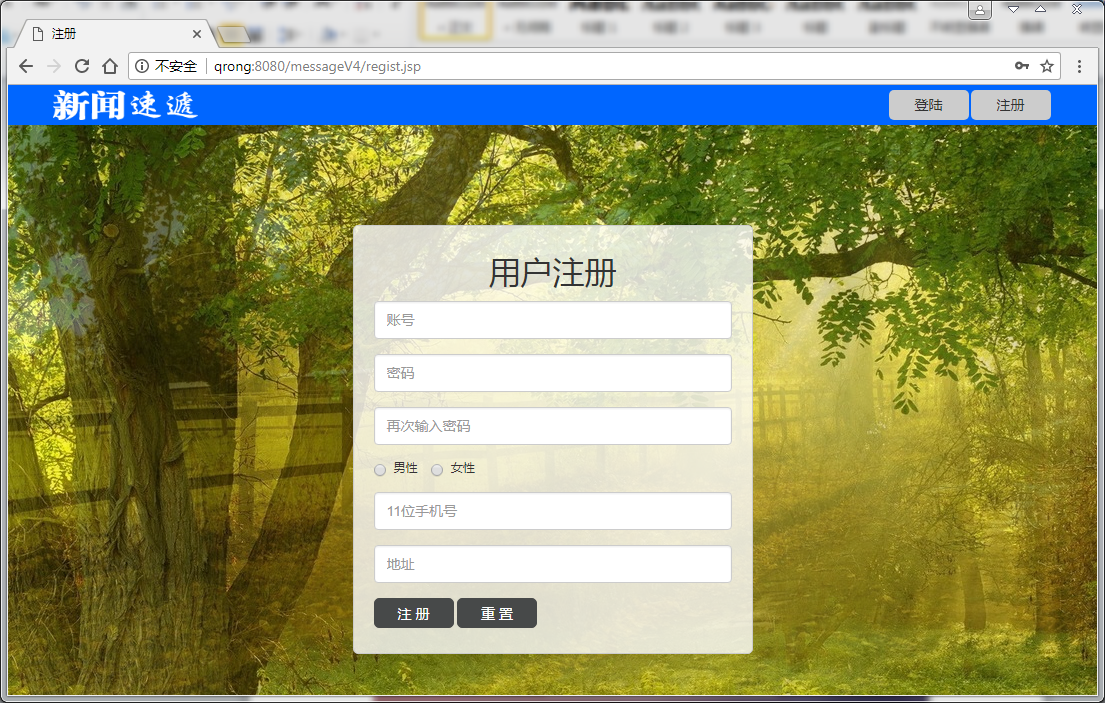 注册
不安全 qrong:8080/messageV4/regist.jsp
新闻速递 登陆 注册
用户注册
账号
密码
再次输入密码
男性 女性
11位手机号
地址
注 册 重 置